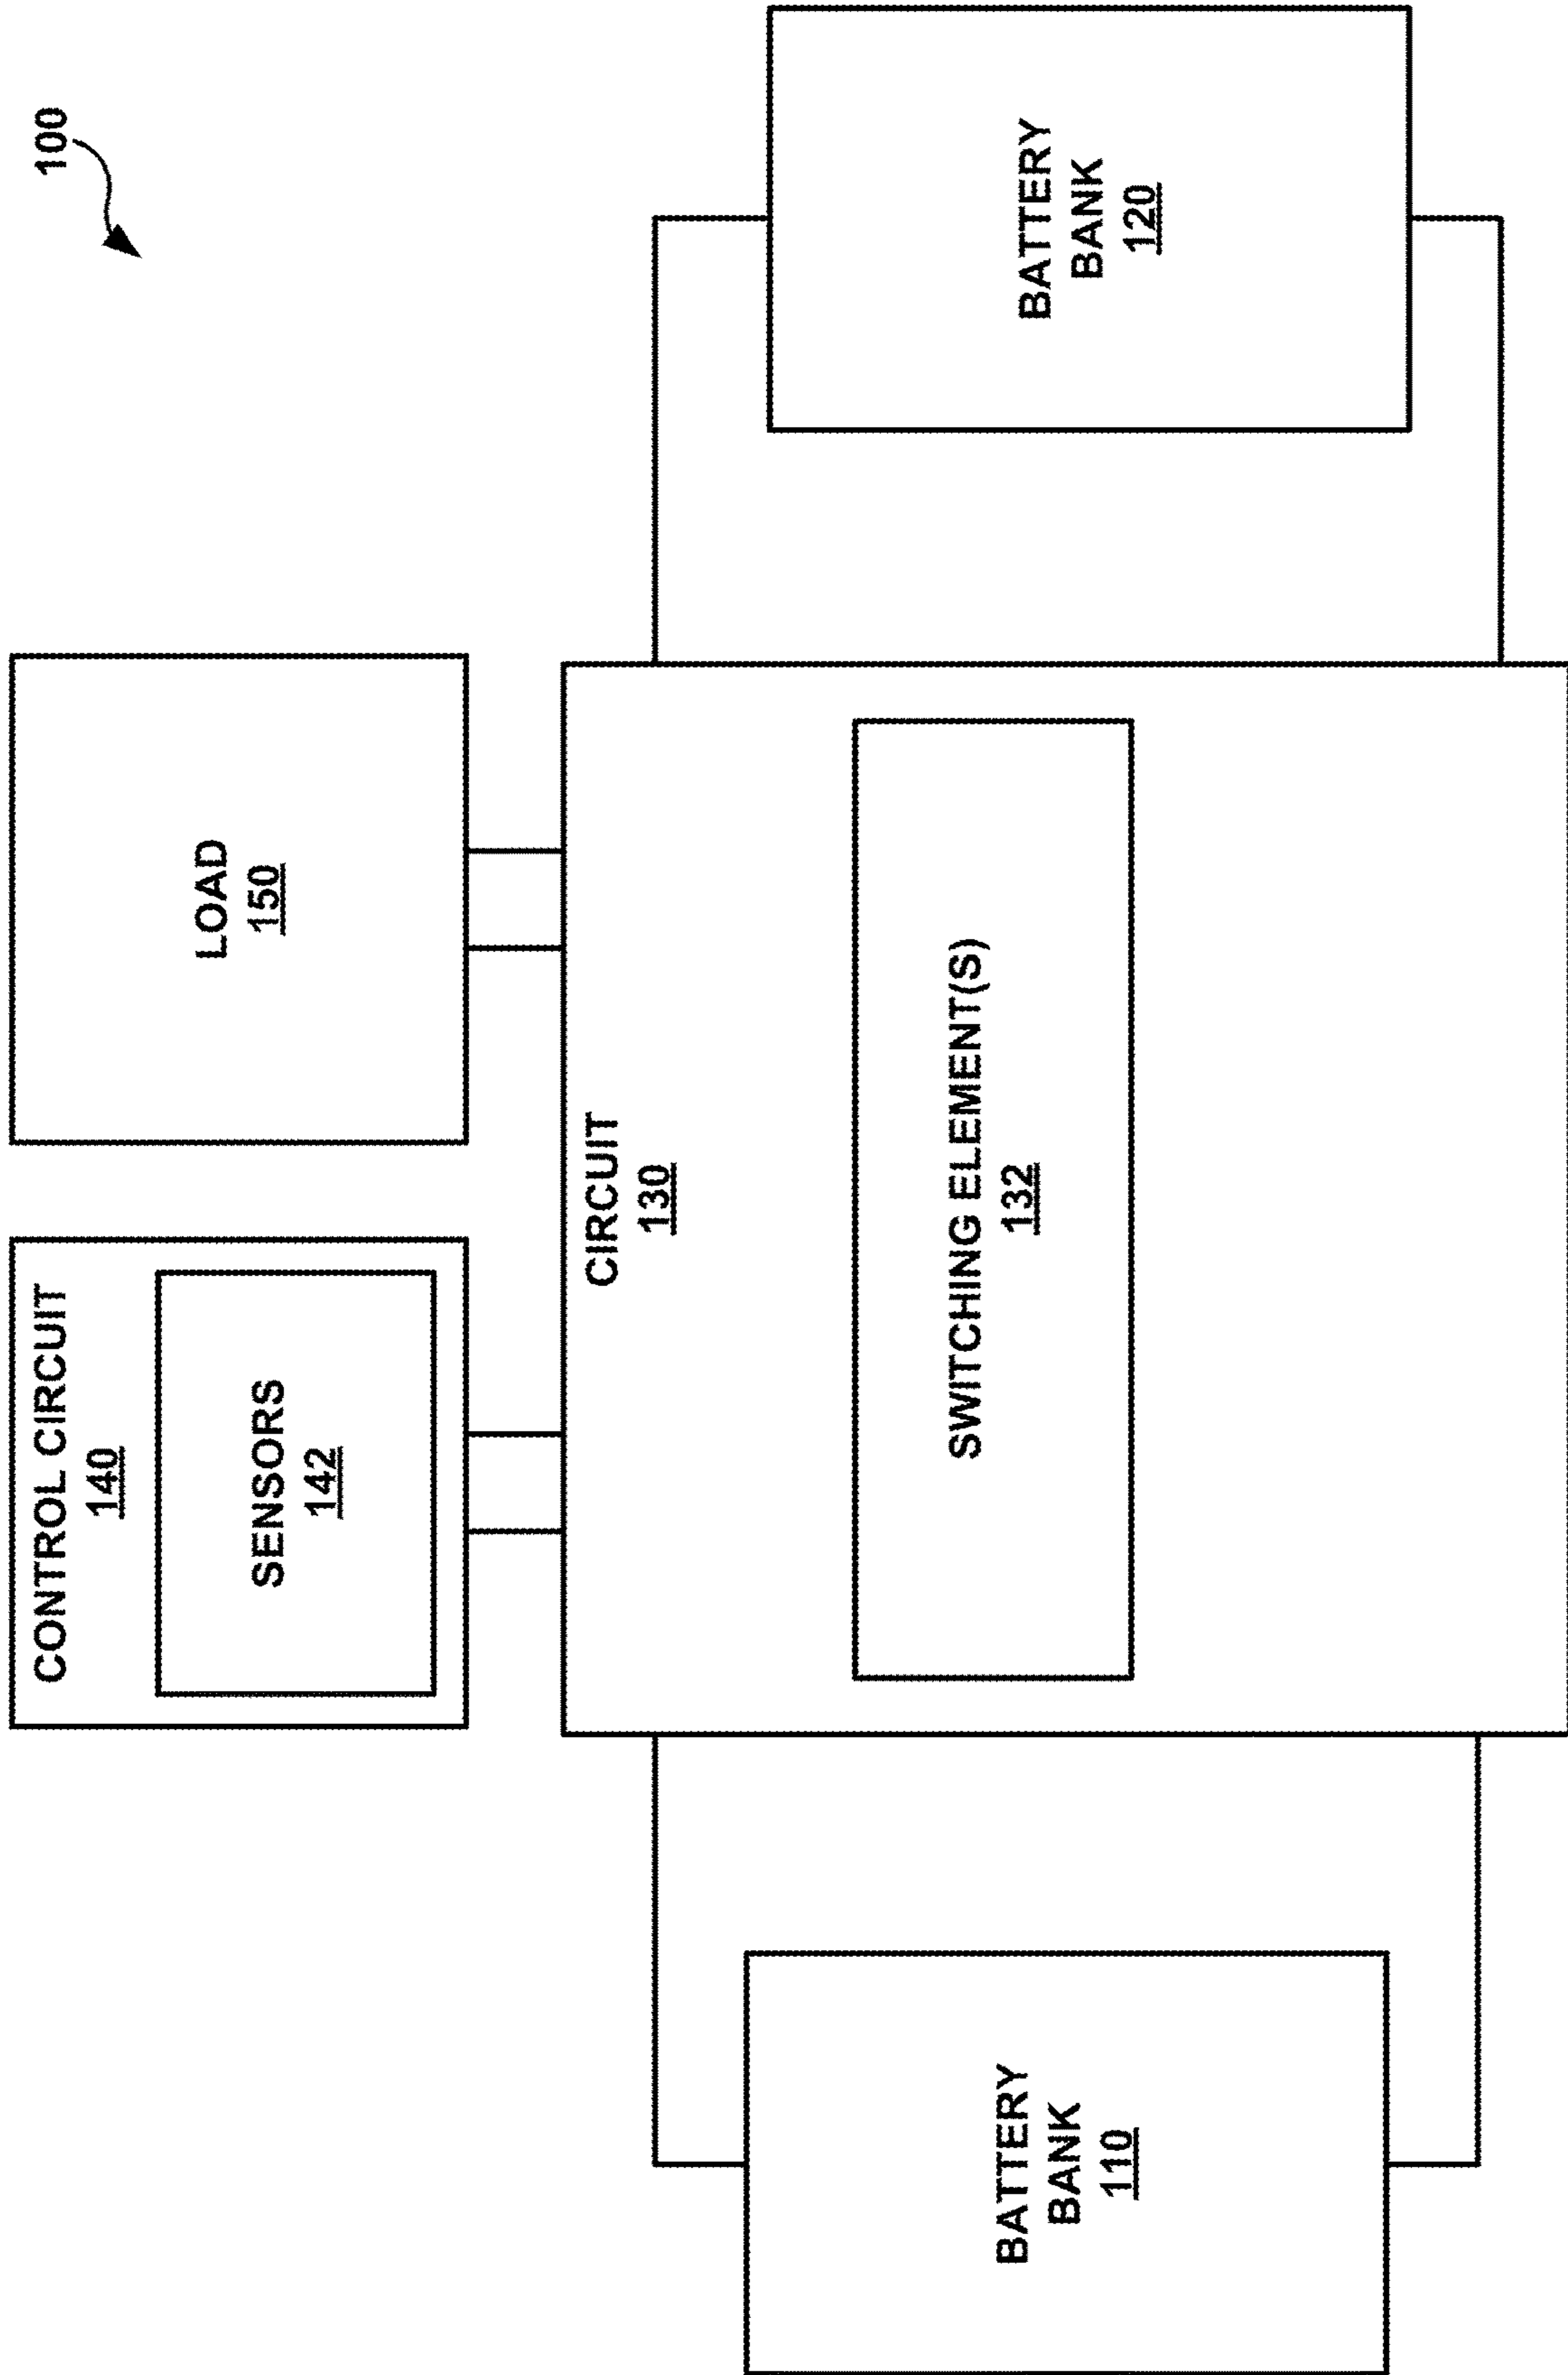 100
CONTROL CIRCUIT
140
SENSORS
142
LOAD
150
CIRCUIT
130
SWITCHING ELEMENT(S)
132
BATTERY
BANK
110
BATTERY
BANK
120